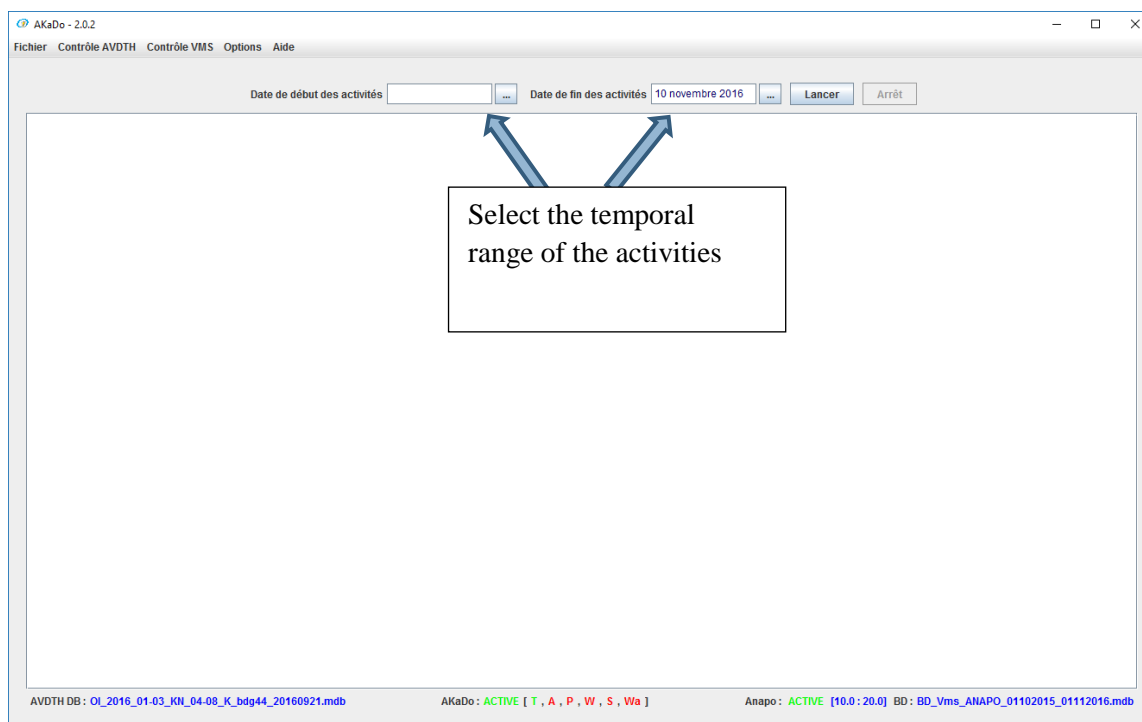 AKaDo - 2.0.2
Fichier Contrôle AVDTH Contrôle VMS Options Aide
Date de début des activités ... Date de fin des activités 10 novembre 2016 ... Lancer Arrêt
Select the temporal
range of the activities
AVDTH DB : OI_2016_01-03_KN_04-08_K_bdg44_20160921.mdb AKaDo : ACTIVE [ T , A , P , W , S , Wa ] Anapo : ACTIVE [10.0 : 20.0] BD : BD_Vms_ANAPO_01102015_01112016.mdb